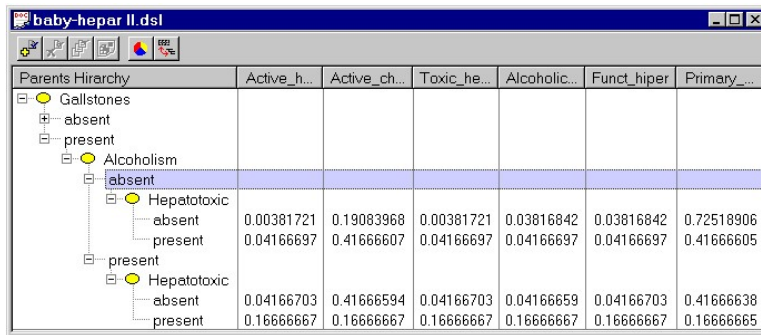 baby-hepar II.dsl
Parents Hirarchy Active_h... Active_ch... Toxic_he... Alcoholic... Funct_hiper Primary_...
Gallstones
absent
present
Alcoholism
absent
Hepatotoxic
absent 0.00381721 0.19083968 0.00381721 0.03816842 0.03816842 0.72518906
present 0.04166697 0.41666607 0.04166697 0.04166697 0.04166697 0.41666605
present
Hepatotoxic
absent 0.04166703 0.41666594 0.04166703 0.04166659 0.04166703 0.41666638
present 0.16666667 0.16666667 0.16666667 0.16666667 0.16666667 0.16666665